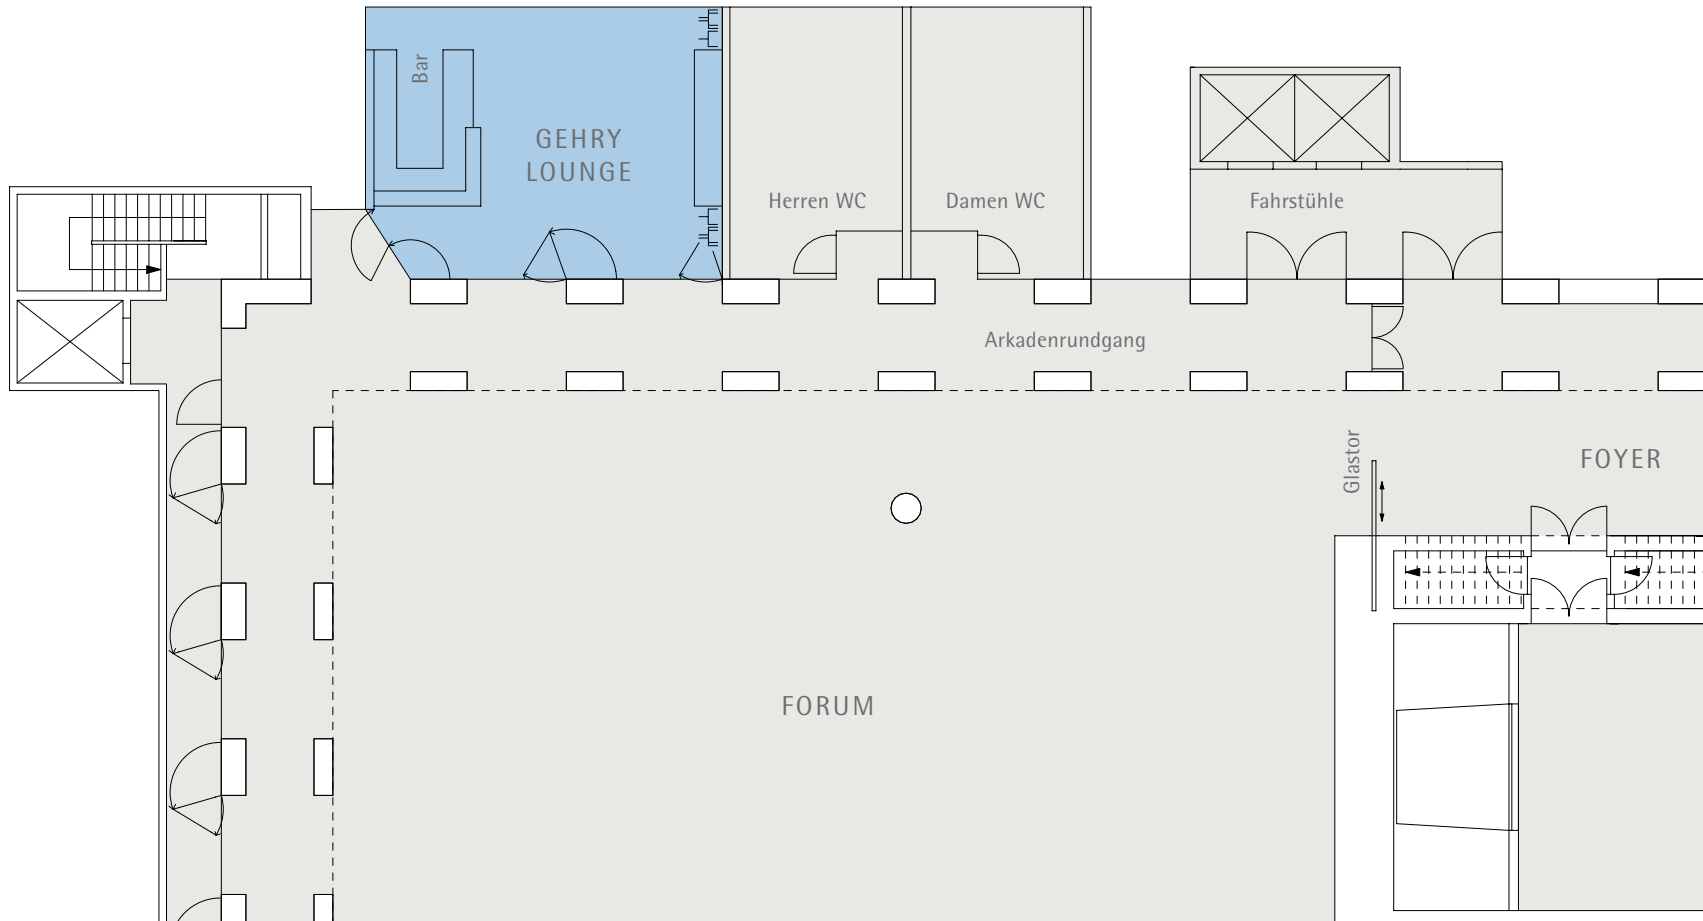 Bar
GEHRY
LOUNGE
Herren WC
Damen WC
Fahrstühle
Arkadenrundgang
Glastor
FOYER
FORUM